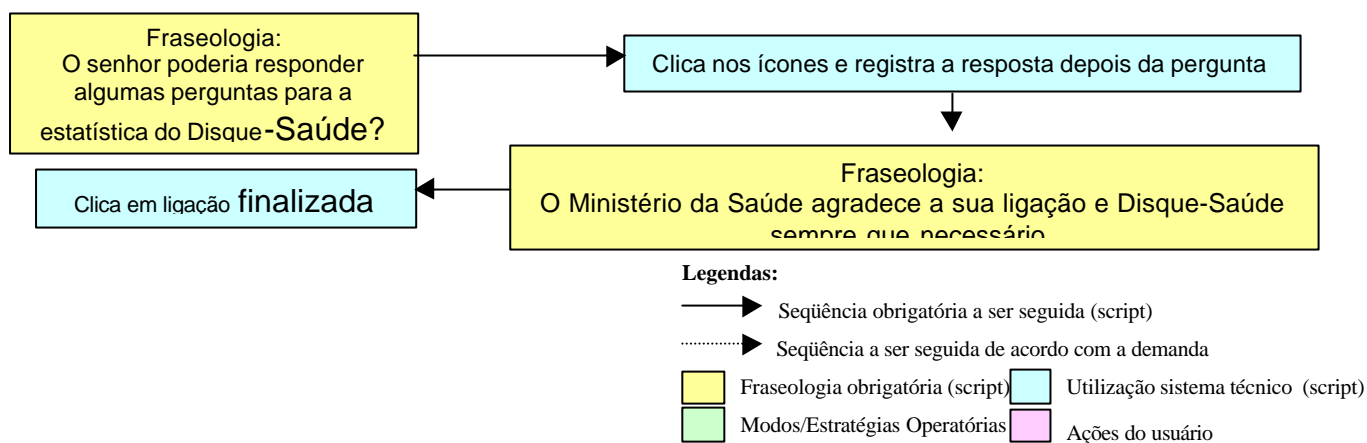 Fraseologia:
O senhor poderia responder
algumas perguntas para a
estatística do Disque-Saúde?
Clica nos ícones e registra a resposta depois da pergunta
Fraseologia:
O Ministério da Saúde agradece a sua ligação e Disque-Saúde
sempre que necessário
Clica em ligação finalizada
Legendas:
Seqüência obrigatória a ser seguida (script)
Seqüência a ser seguida de acordo com a demanda
Fraseologia obrigatória (script)
Utilização sistema técnico (script)
Modos/Estratégias Operatórias
Ações do usuário